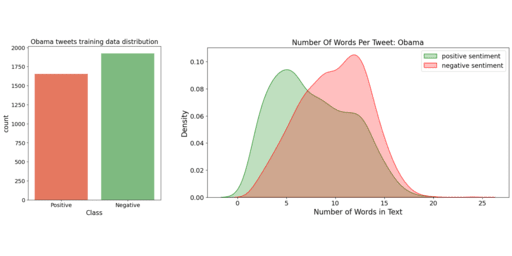 Obama tweets training data distribution
2000
1750
1500
1250
1000
750
500
250
0
count
Positive
Negative
Class
Number Of Words Per Tweet: Obama
positive sentiment
negative sentiment
0.10
0.08
0.06
0.04
0.02
0.00
Density
0
5
10
15
20
25
Number of Words in Text